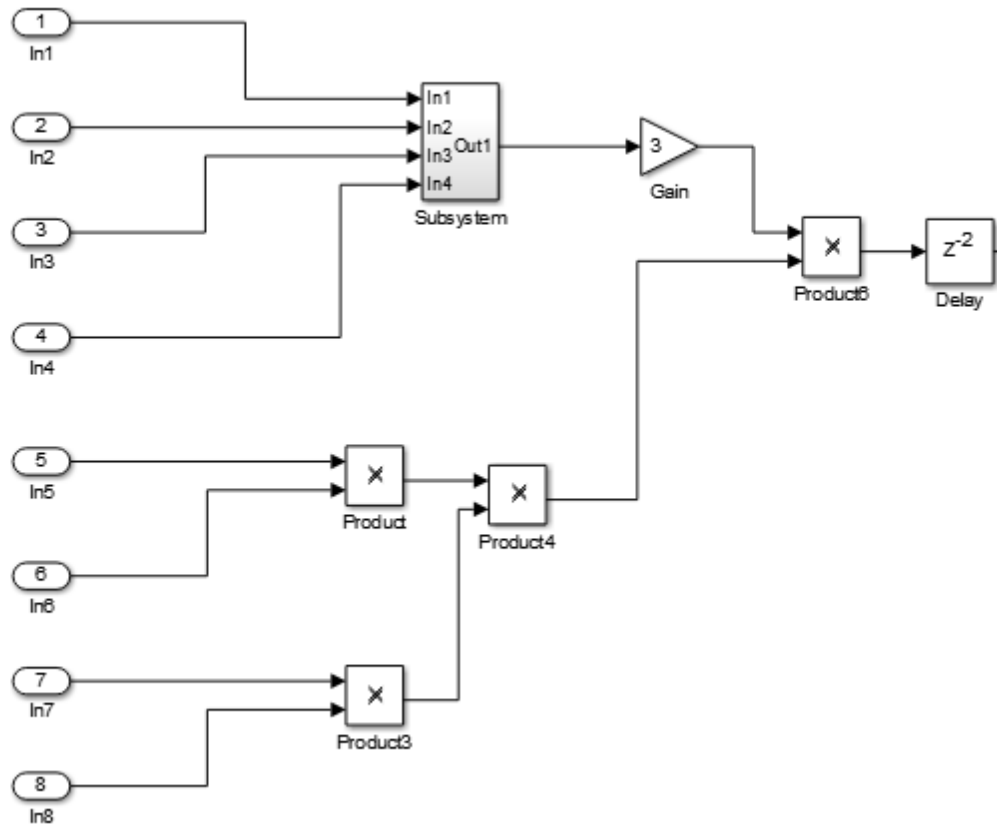 1
In1
2
In2
3
In3
4
In4
In1
In2
In3
In4
Out1
Subsystem
3
Gain
×
Product6
Z-2
Delay
5
In5
6
In6
×
Product
×
Product4
7
In7
8
In8
×
Product3